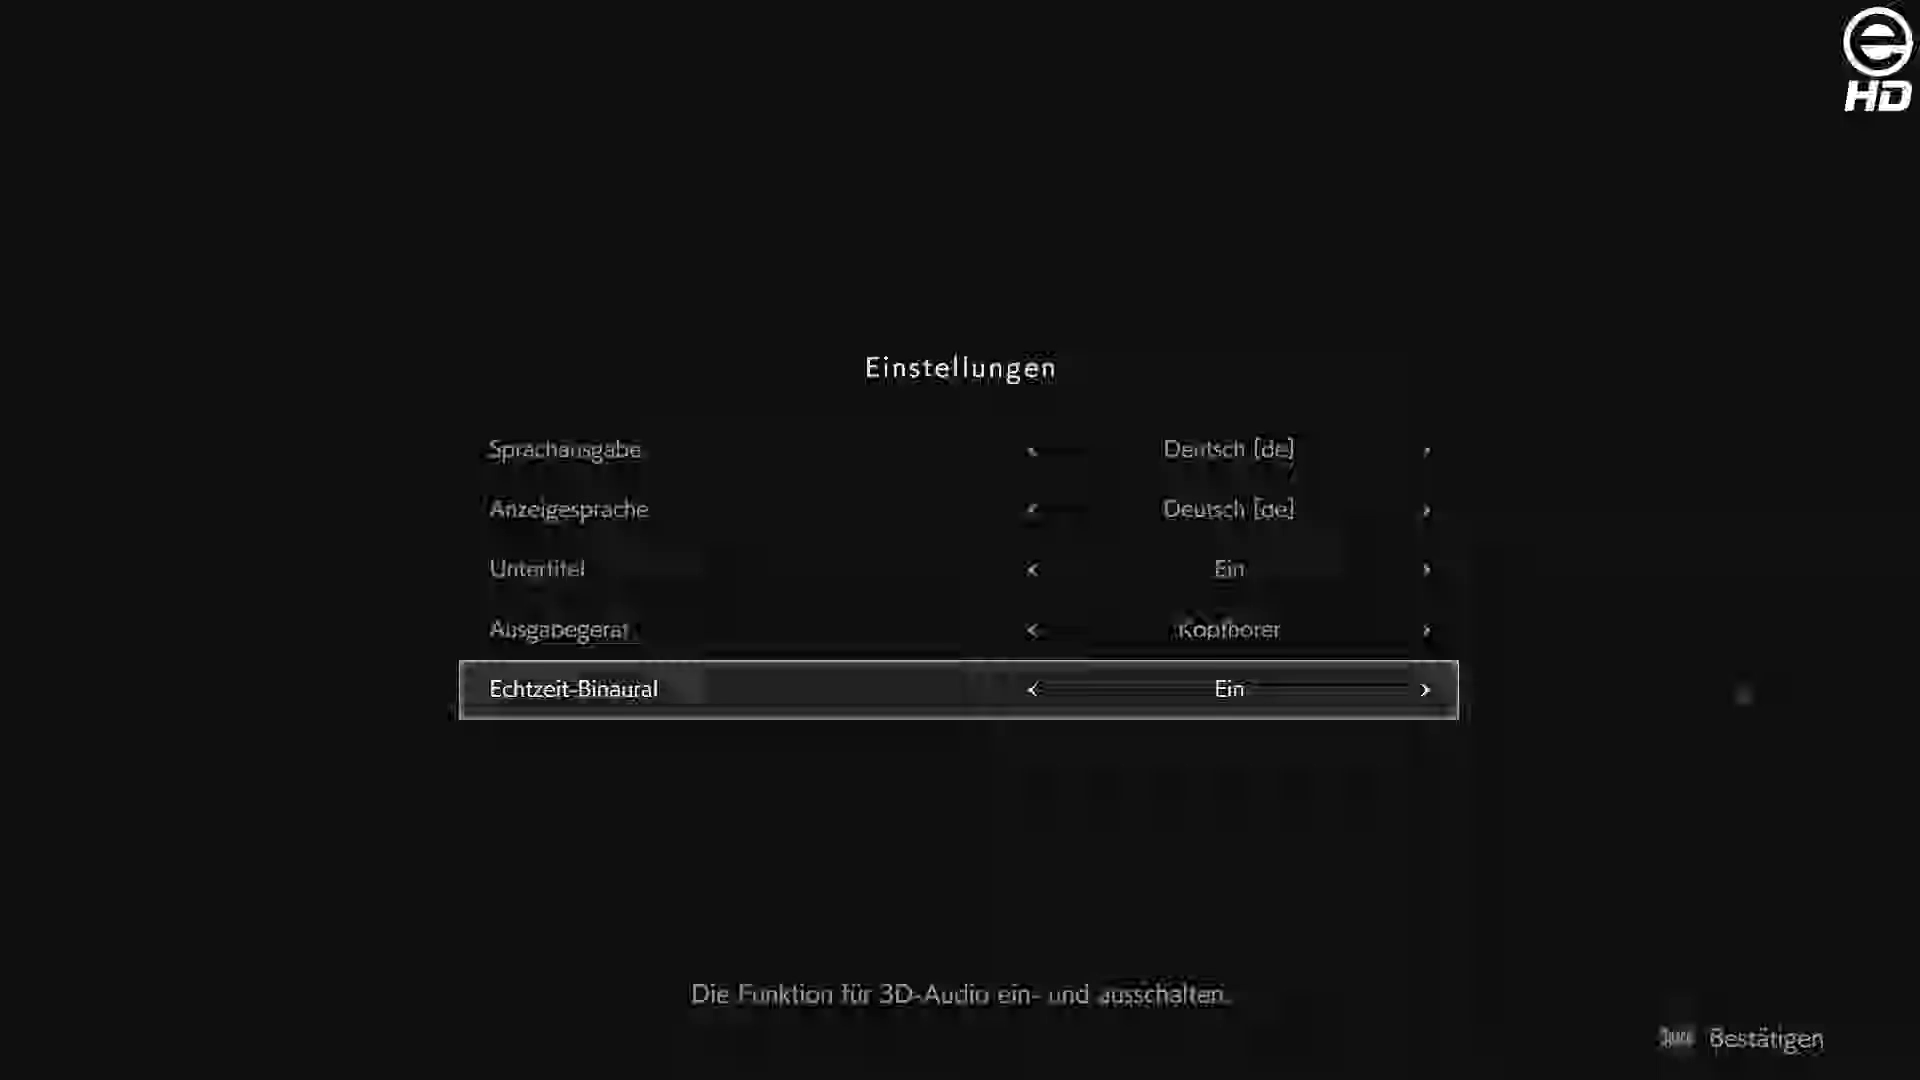 e
HD
Einstellungen
Sprachausgabe < Deutsch [de] >
Anzeigesprache < Deutsch [de] >
Untertitel < Ein >
Ausgabegerät < Kopfhörer >
Echtzeit-Binaural < Ein >
Die Funktion für 3D-Audio ein- und ausschalten.
Bestätigen